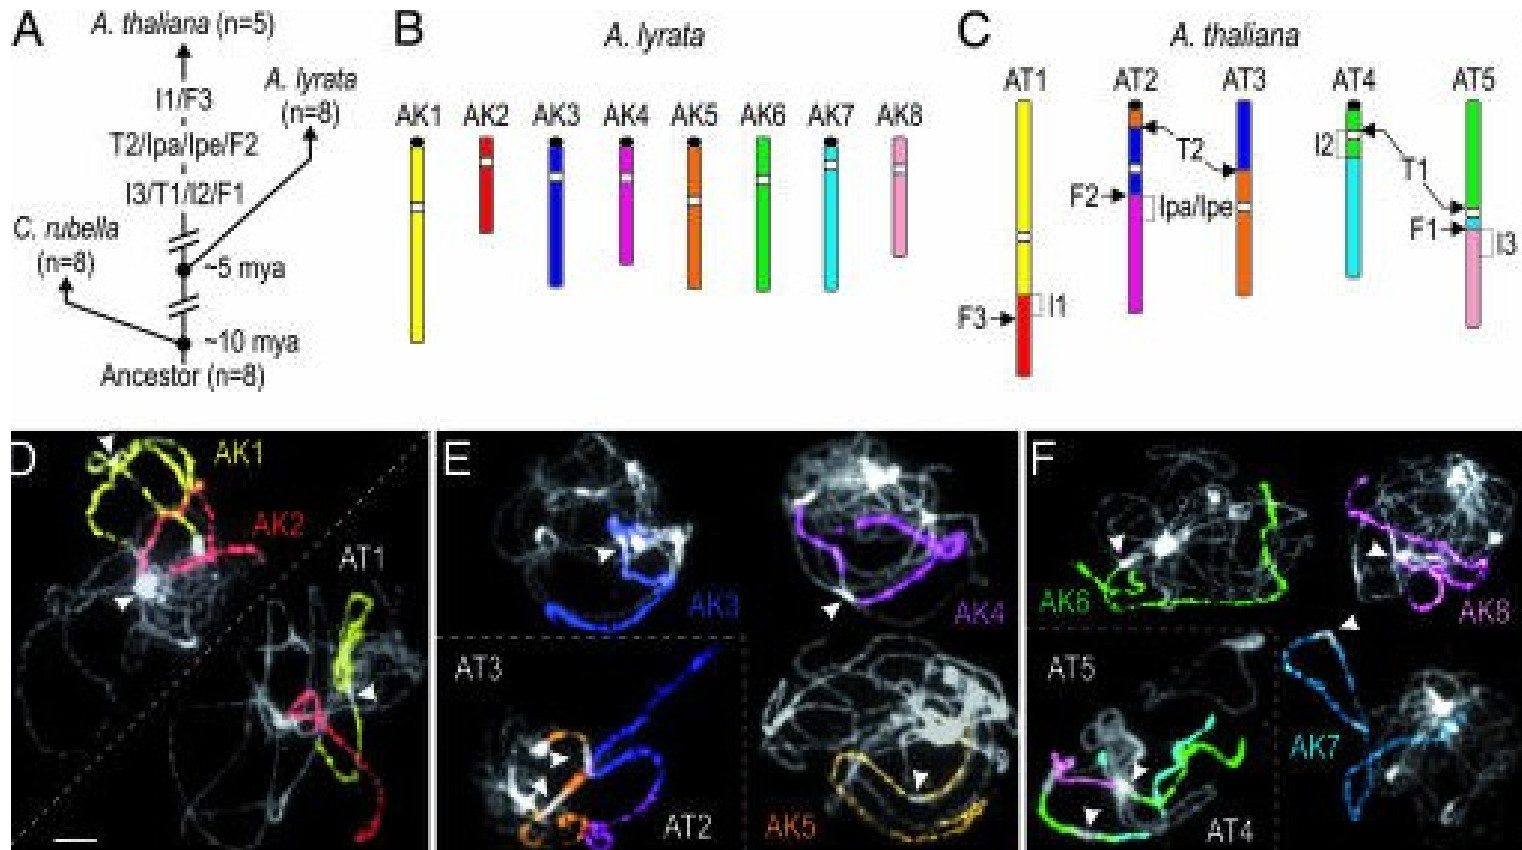 A
A. thaliana (n=5)
A. lyrata
(n=8)
I1/F3
T2/Ipa/Ipe/F2
I3/T1/I2/F1
C. rubella
(n=8)
~5 mya
~10 mya
Ancestor (n=8)
B
A. lyrata
AK1 AK2 AK3 AK4 AK5 AK6 AK7 AK8
C
A. thaliana
AT1 AT2 AT3 AT4 AT5
T2
I2
T1
F2
Ipa/Ipe
F1
I3
I1
F3
D
AK1
AK2
AT1
E
AK3
AK4
AT3
AT2
AK5
F
AK6
AK8
AT5
AK7
AT4